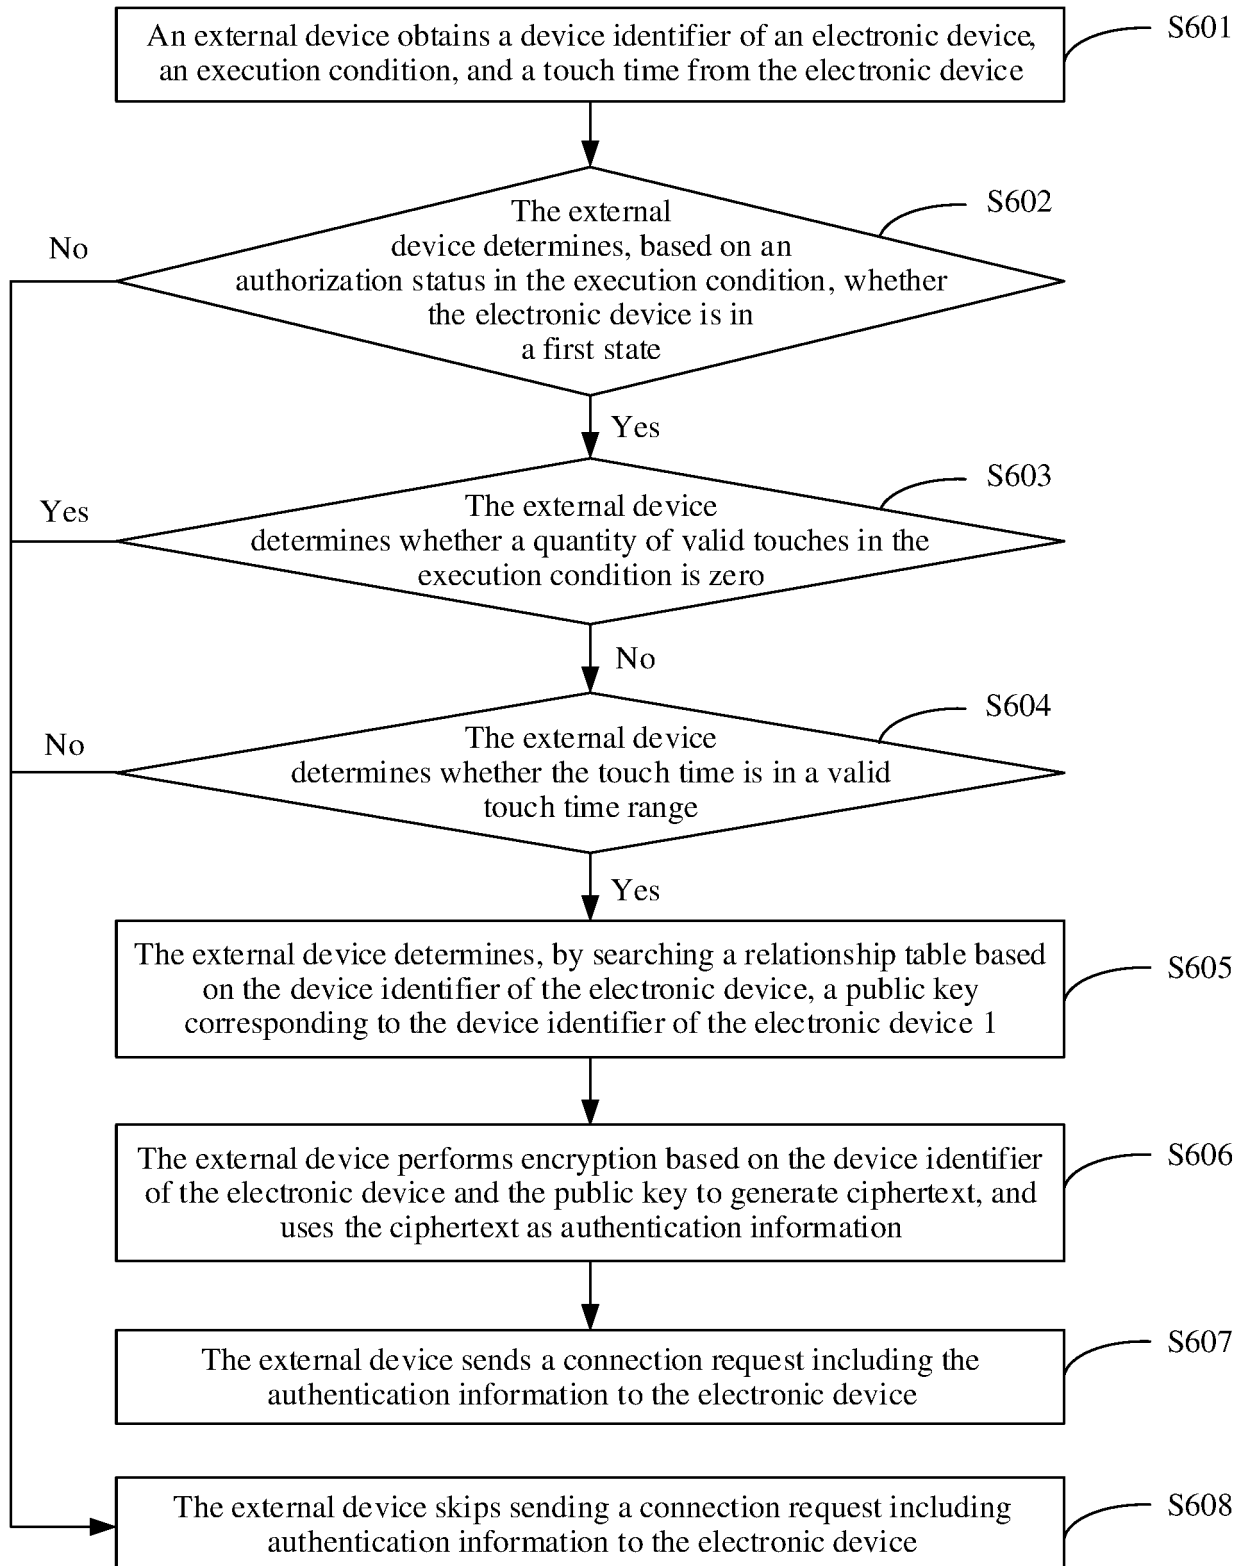 An external device obtains a device identifier of an electronic device,
an execution condition, and a touch time from the electronic device
S601
The external
device determines, based on an
authorization status in the execution condition, whether
the electronic device is in
a first state
S602
No
Yes
The external device
determines whether a quantity of valid touches in the
execution condition is zero
S603
Yes
No
The external device
determines whether the touch time is in a valid
touch time range
S604
No
Yes
The external device determines, by searching a relationship table based
on the device identifier of the electronic device, a public key
corresponding to the device identifier of the electronic device 1
S605
The external device performs encryption based on the device identifier
of the electronic device and the public key to generate ciphertext, and
uses the ciphertext as authentication information
S606
The external device sends a connection request including the
authentication information to the electronic device
S607
The external device skips sending a connection request including
authentication information to the electronic device
S608